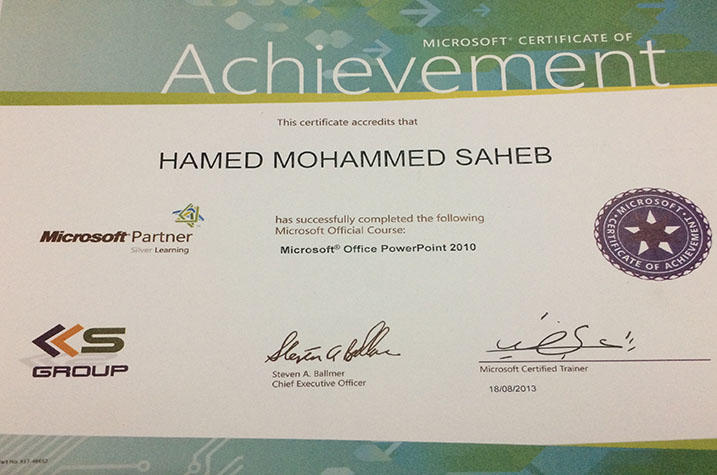 MICROSOFT® CERTIFICATE OF
Achievement
This certificate accredits that
HAMED MOHAMMED SAHEB
Microsoft Partner
Silver Learning
has successfully completed the following
Microsoft Official Course:
Microsoft® Office PowerPoint 2010
MICROSOFT
CERTIFICATE OF ACHIEVEMENT
KS
GROUP
Steven A Ballmer
Steven A. Ballmer
Chief Executive Officer
Microsoft Certified Trainer
18/08/2013
Part No.